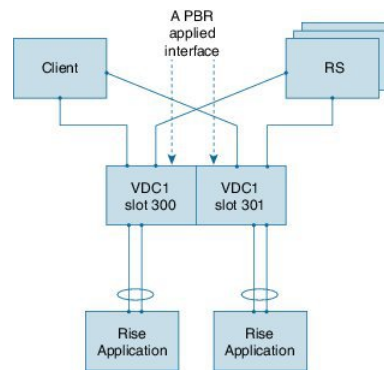 A PBR
applied
interface
Client
RS
VDC1
slot 300
VDC1
slot 301
Rise
Application
Rise
Application